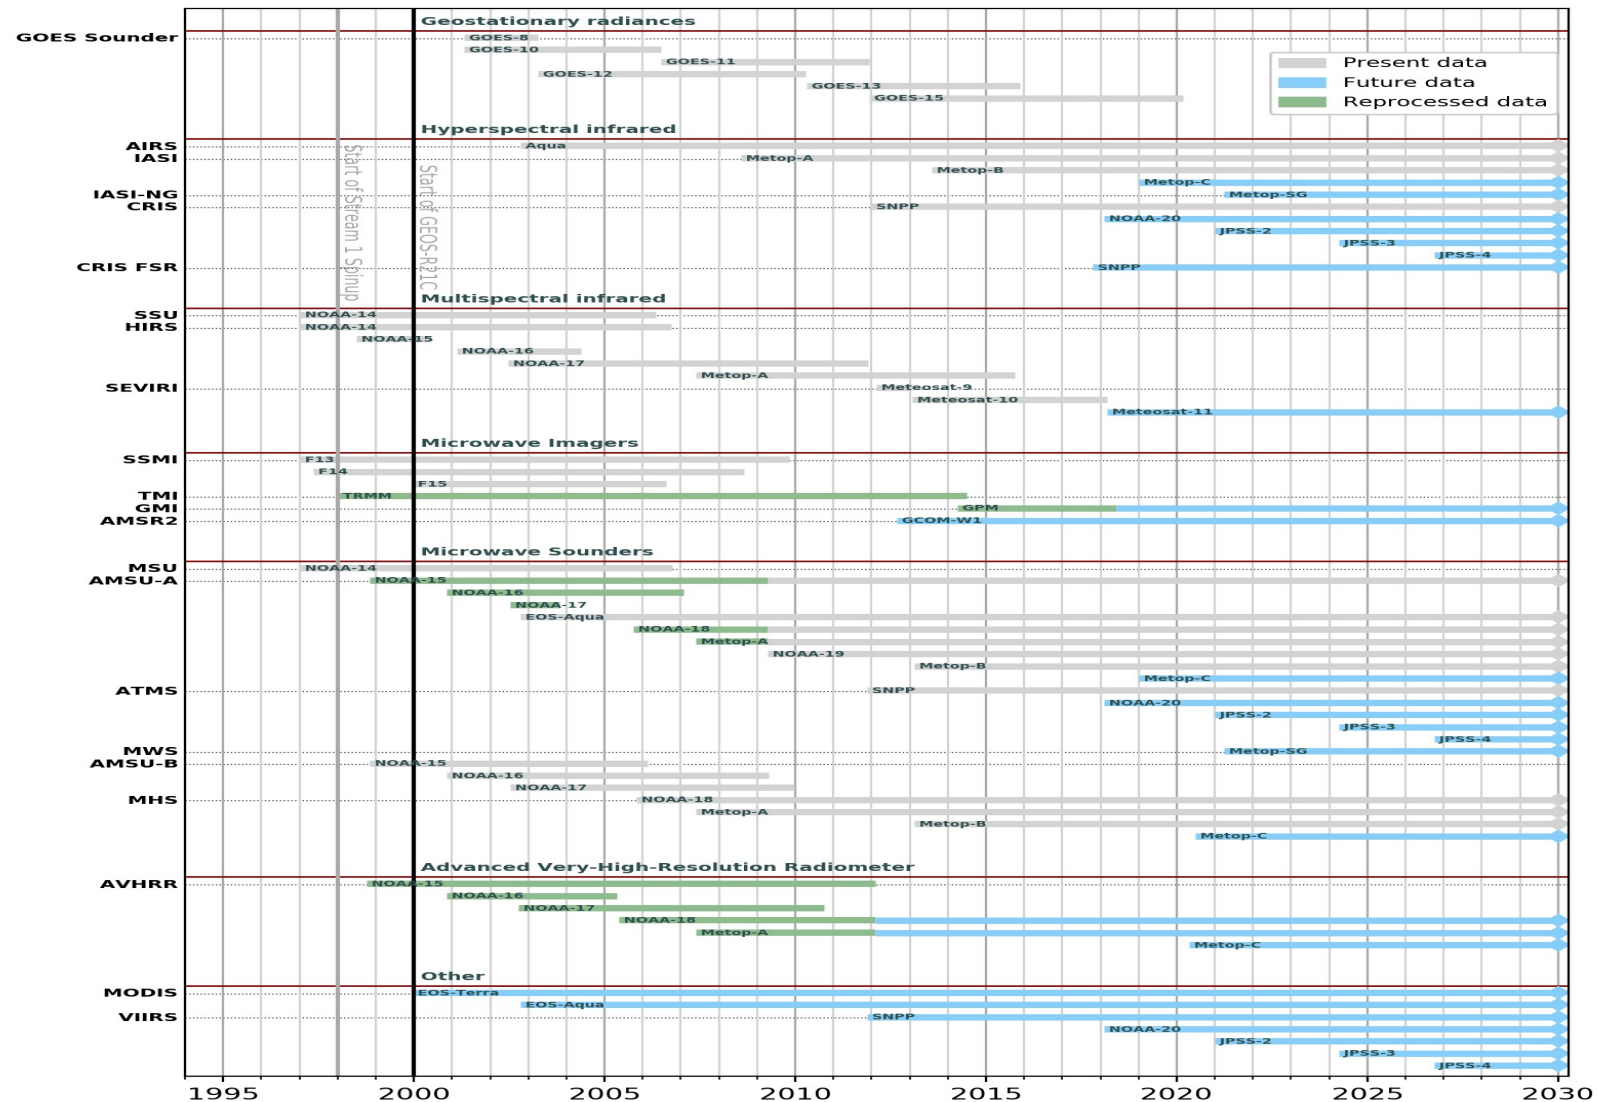 Geostationary radiances
GOES Sounder
GOES-8
GOES-10
GOES-11
GOES-12
GOES-13
GOES-15
Present data
Future data
Reprocessed data
Hyperspectral infrared
AIRS
Aqua
IASI
Metop-A
Metop-B
Metop-C
IASI-NG
Metop-SG
CRIS
SNPP
NOAA-20
JPSS-2
JPSS-3
JPSS-4
CRIS FSR
SNPP
Start of Stream 1 Spinup
Start of GEOS-R21C
Multispectral infrared
SSU
NOAA-14
HIRS
NOAA-14
NOAA-15
NOAA-16
NOAA-17
Metop-A
SEVIRI
Meteosat-9
Meteosat-10
Meteosat-11
Microwave Imagers
SSMI
F13
F14
F15
TMI
TRMM
GMI
GPM
AMSR2
GCOM-W1
Microwave Sounders
MSU
NOAA-14
AMSU-A
NOAA-15
NOAA-16
NOAA-17
EOS-Aqua
NOAA-18
Metop-A
NOAA-19
Metop-B
Metop-C
ATMS
SNPP
NOAA-20
JPSS-2
JPSS-3
JPSS-4
MWS
Metop-SG
AMSU-B
NOAA-15
NOAA-16
NOAA-17
MHS
NOAA-18
Metop-A
Metop-B
Metop-C
Advanced Very-High-Resolution Radiometer
AVHRR
NOAA-15
NOAA-16
NOAA-17
NOAA-18
Metop-A
Metop-C
Other
MODIS
EOS-Terra
EOS-Aqua
VIIRS
SNPP
NOAA-20
JPSS-2
JPSS-3
JPSS-4
1995 2000 2005 2010 2015 2020 2025 2030